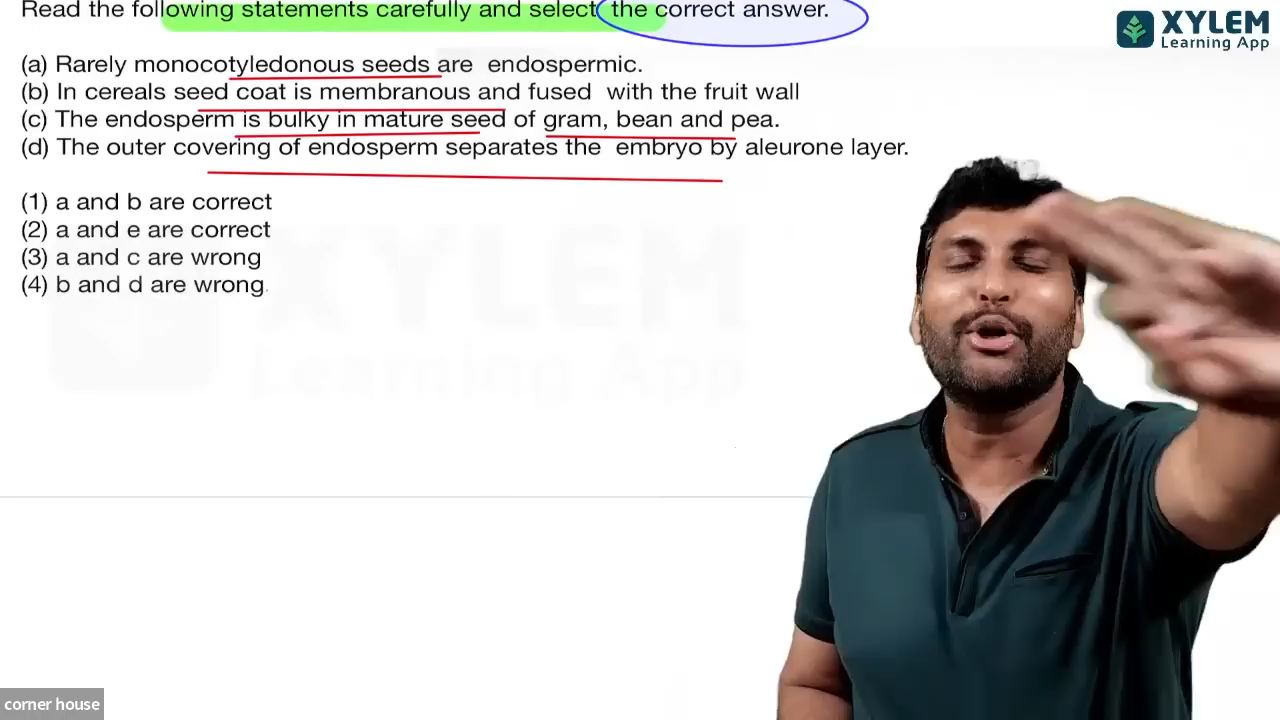 Read the following statements carefully and select the correct answer.
XYLEM
Learning App
(a) Rarely monocotyledonous seeds are endospermic.
(b) In cereals seed coat is membranous and fused with the fruit wall
(c) The endosperm is bulky in mature seed of gram, bean and pea.
(d) The outer covering of endosperm separates the embryo by aleurone layer.
(1) a and b are correct
(2) a and e are correct
(3) a and c are wrong
(4) b and d are wrong.
XYLEM
Learning App
corner house